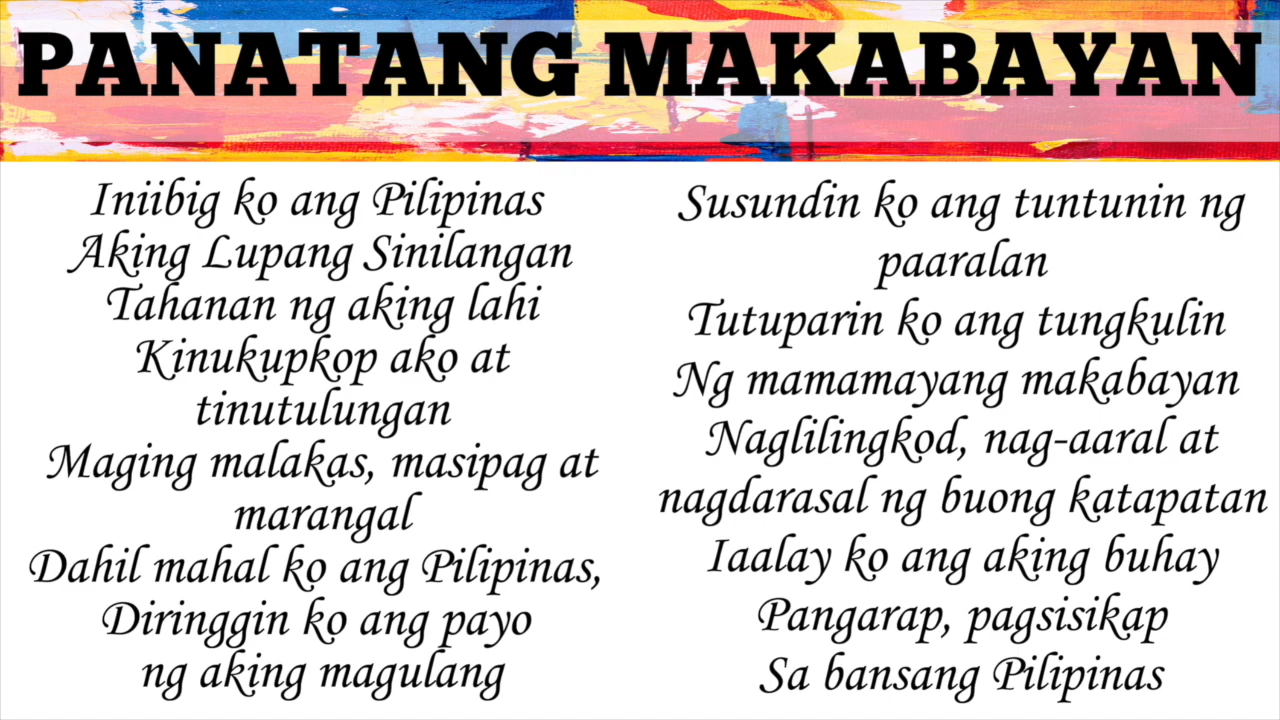 PANATANG MAKABAYAN
Iniibig ko ang Pilipinas
Aking Lupang Sinilangan
Tahanan ng aking lahi
Kinukupkop ako at
tinutulungan
Maging malakas, masipag at
marangal
Dahil mahal ko ang Pilipinas,
Diringgin ko ang payo
ng aking magulang
Susundin ko ang tuntunin ng
paaralan
Tutuparin ko ang tungkulin
Ng mamamayang makabayan
Naglilingkod, nag-aaral at
nagdarasal ng buong katapatan
Iaalay ko ang aking buhay
Pangarap, pagsisikap
Sa bansang Pilipinas